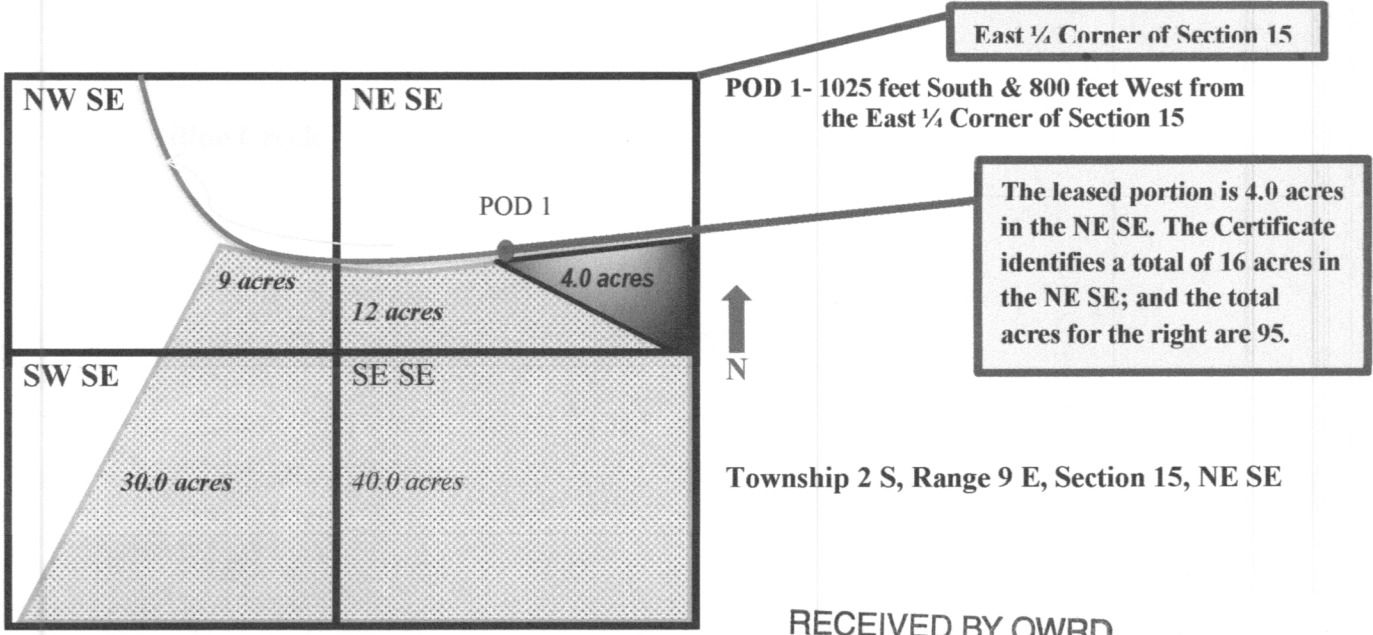 East ¼ Corner of Section 15
NW SE
NE SE
POD 1- 1025 feet South & 800 feet West from
the East ¼ Corner of Section 15
POD 1
The leased portion is 4.0 acres
in the NE SE. The Certificate
identifies a total of 16 acres in
the NE SE; and the total
acres for the right are 95.
9 acres
4.0 acres
12 acres
N
SW SE
SE SE
30.0 acres
40.0 acres
Township 2 S, Range 9 E, Section 15, NE SE
RECEIVED BY OWRD